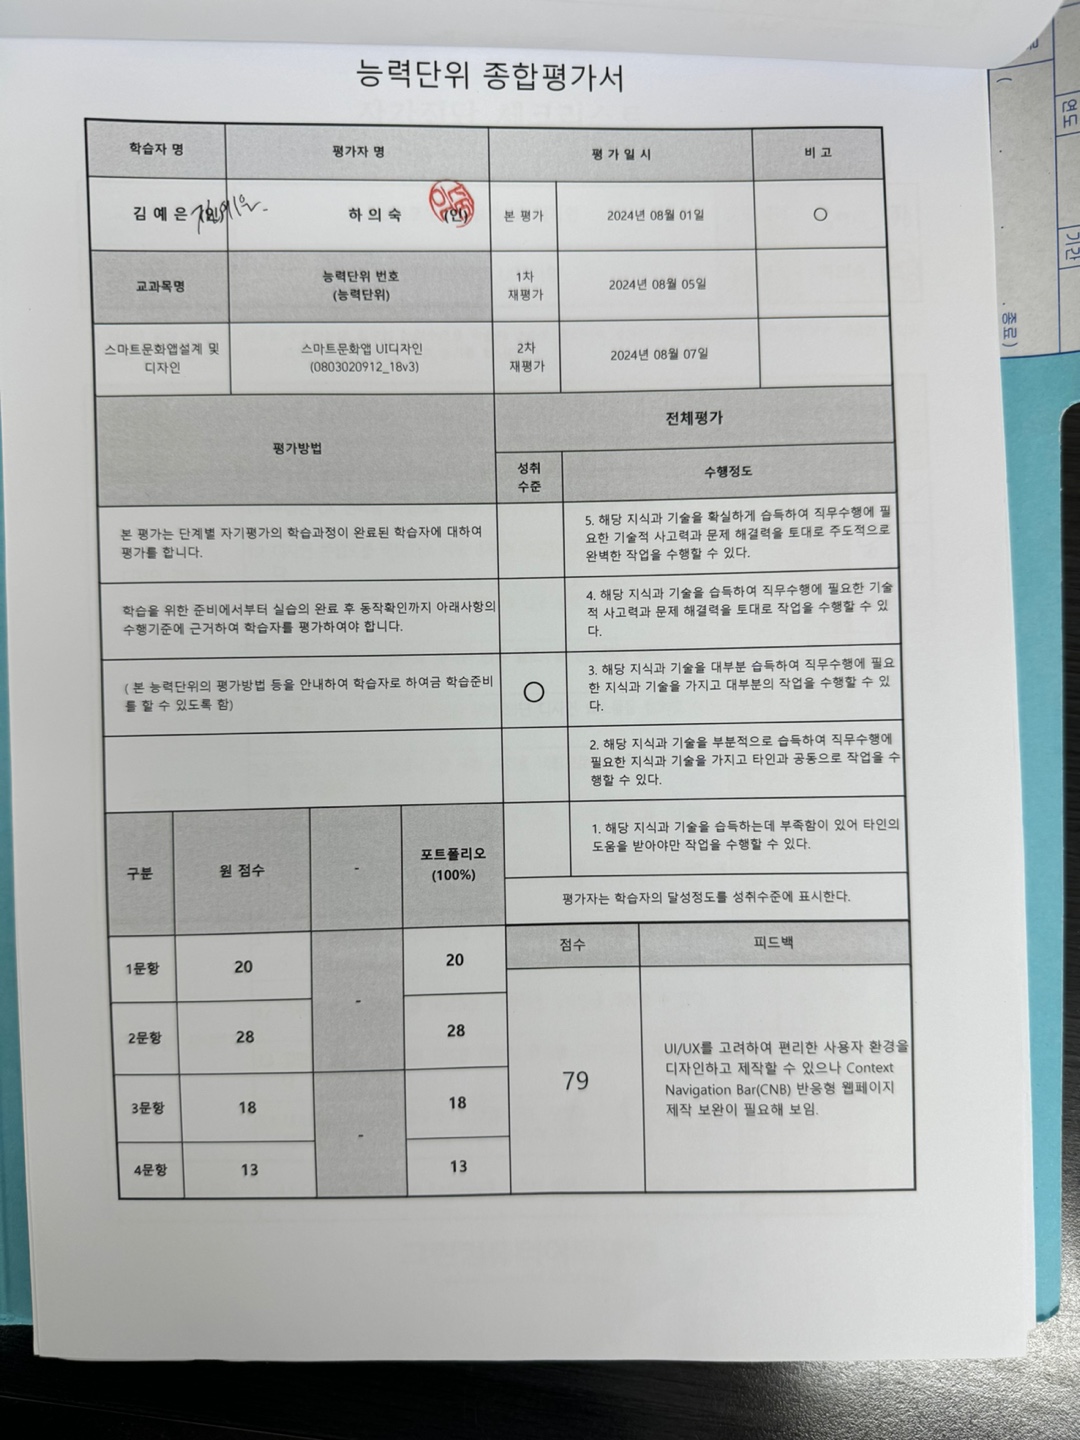 능력단위 종합평가서
학습자 명
평가자 명
평 가 일 시
비 고
김 예 은 (인)
하 의 숙
(인)
본 평가
2024년 08월 01일
○
교과목명
능력단위 번호
(능력단위)
1차
재평가
2024년 08월 05일
스마트문화앱설계 및
디자인
스마트문화앱 UI디자인
(0803020912_18v3)
2차
재평가
2024년 08월 07일
평가방법
전체평가
성취
수준
수행정도
본 평가는 단계별 자기평가의 학습과정이 완료된 학습자에 대하여
평가를 합니다.
5. 해당 지식과 기술을 확실하게 습득하여 직무수행에 필
요한 기술적 사고력과 문제 해결력을 토대로 주도적으로
완벽한 작업을 수행할 수 있다.
학습을 위한 준비에서부터 실습의 완료 후 동작확인까지 아래사항의
수행기준에 근거하여 학습자를 평가하여야 합니다.
4. 해당 지식과 기술을 습득하여 직무수행에 필요한 기술
적 사고력과 문제 해결력을 토대로 작업을 수행할 수 있
다.
( 본 능력단위의 평가방법 등을 안내하여 학습자로 하여금 학습준비
를 할 수 있도록 함)
○
3. 해당 지식과 기술을 대부분 습득하여 직무수행에 필요
한 지식과 기술을 가지고 대부분의 작업을 수행할 수 있
다.
2. 해당 지식과 기술을 부분적으로 습득하여 직무수행에
필요한 지식과 기술을 가지고 타인과 공동으로 작업을 수
행할 수 있다.
1. 해당 지식과 기술을 습득하는데 부족함이 있어 타인의
도움을 받아야만 작업을 수행할 수 있다.
평가자는 학습자의 달성정도를 성취수준에 표시한다.
구분
원 점수
-
포트폴리오
(100%)
점수
피드백
1문항
20
-
20
2문항
28
28
3문항
18
-
18
4문항
13
13
79
UI/UX를 고려하여 편리한 사용자 환경을
디자인하고 제작할 수 있으나 Context
Navigation Bar(CNB) 반응형 웹페이지
제작 보완이 필요해 보임.
연도
기간
종료)